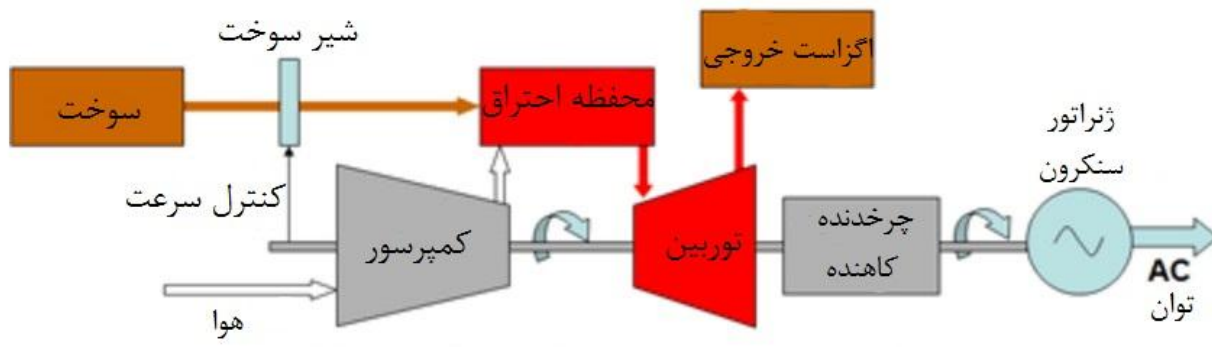 شیر سوخت
سوخت
محفظه احتراق
اگزاست خروجی
ژنراتور
سنکرون
کنترل سرعت
کمپرسور
توربین
چرخدنده
کاهنده
AC
توان
هوا